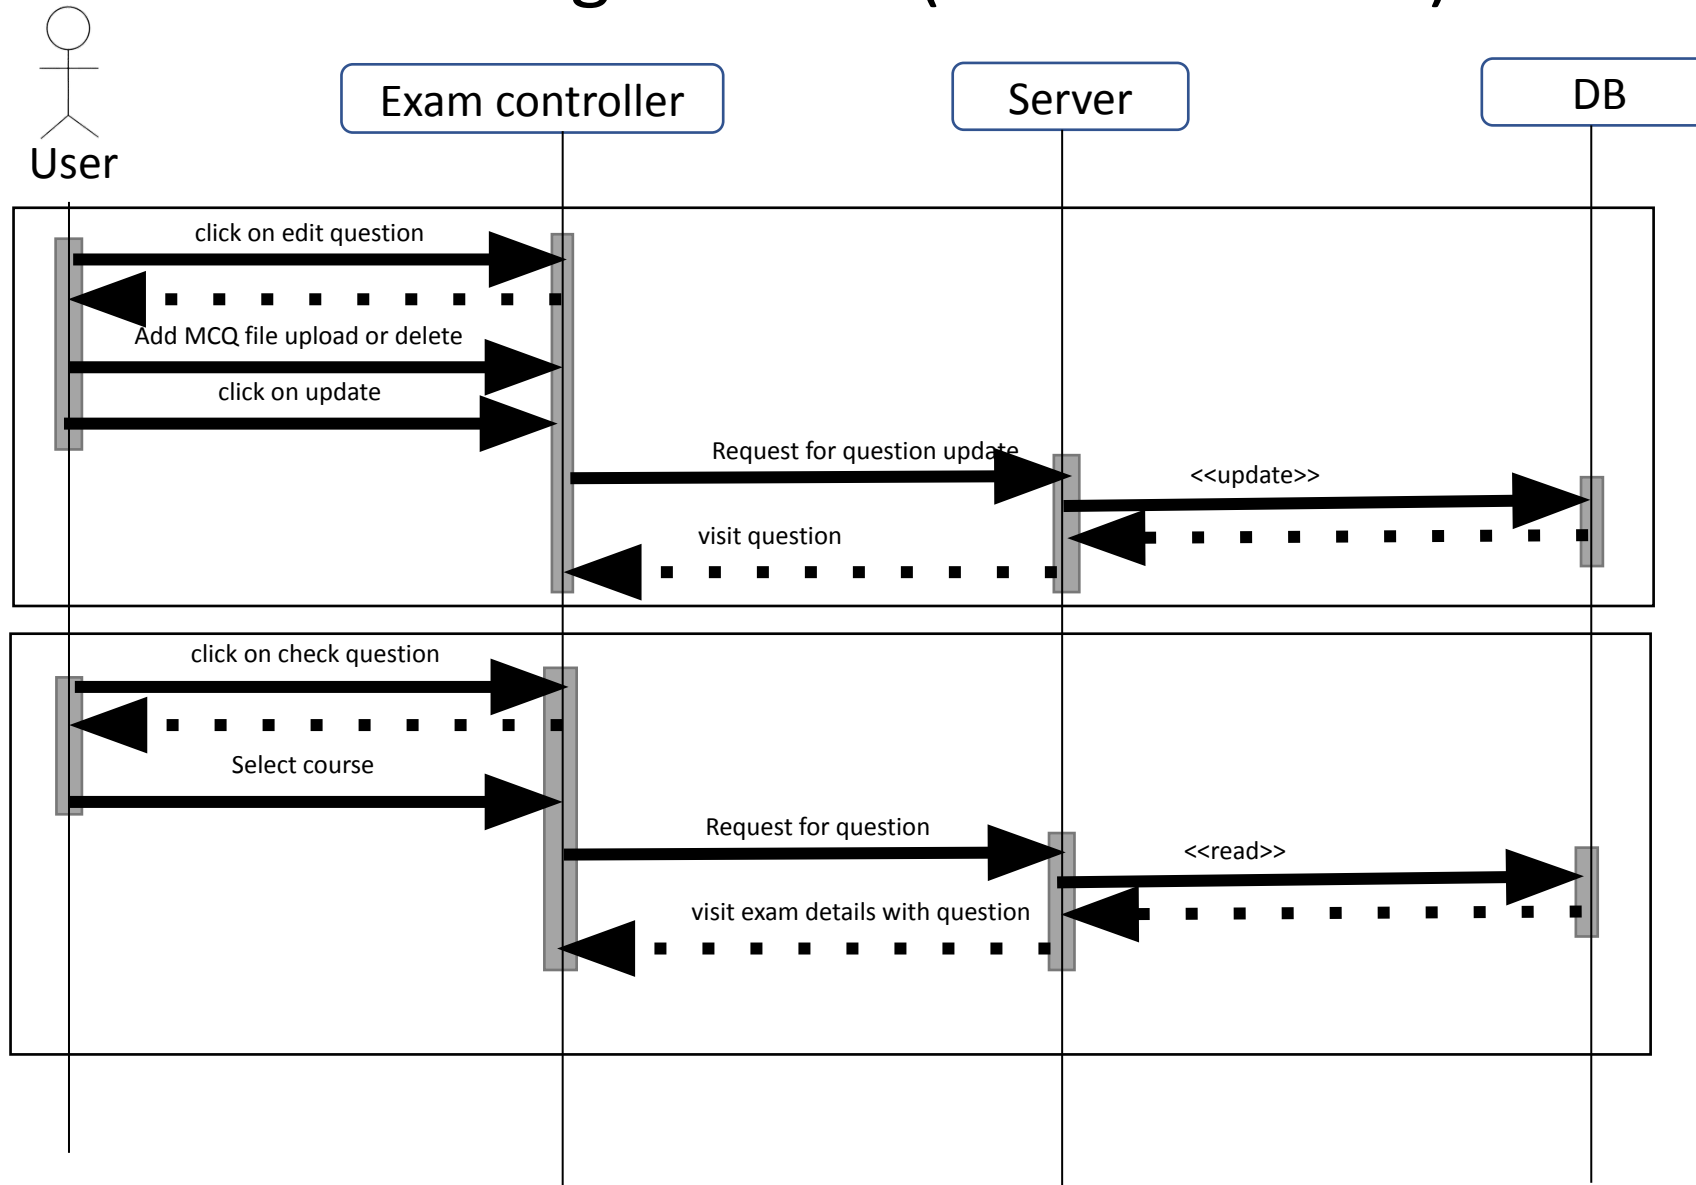 Exam controller
Server
DB
User
click on edit question
Add MCQ file upload or delete
click on update
Request for question update
<<update>>
visit question
click on check question
Select course
Request for question
<<read>>
visit exam details with question